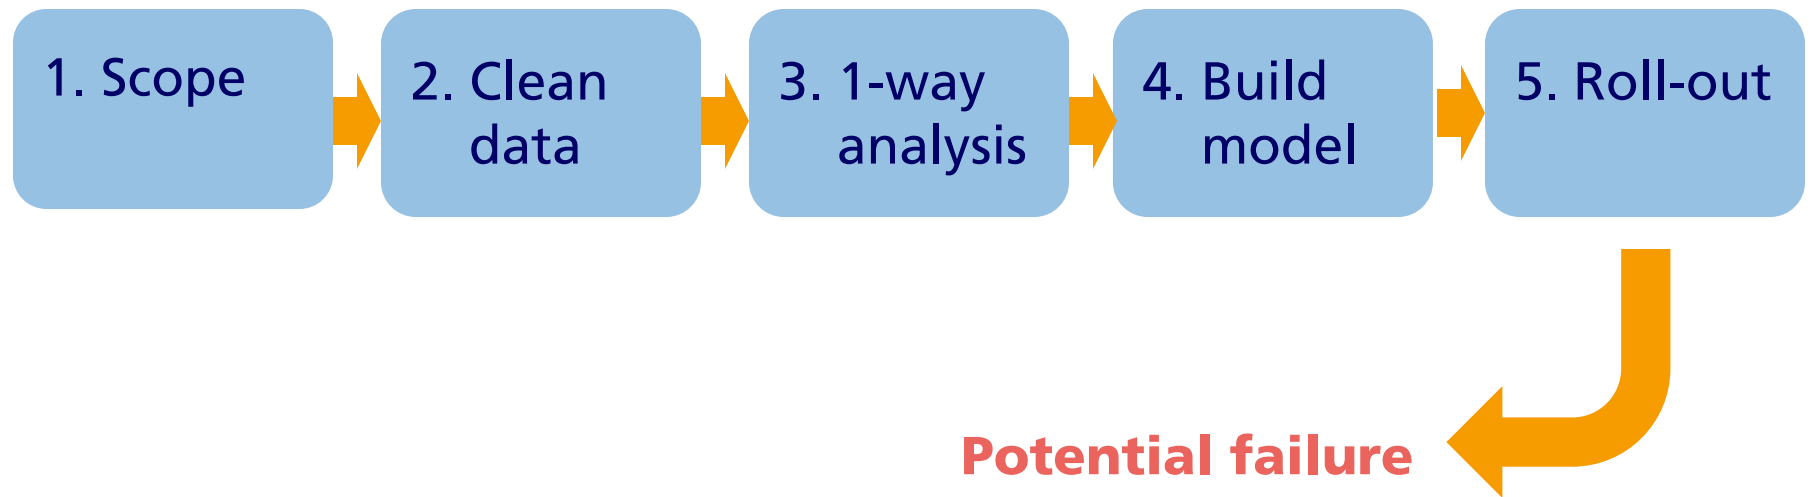 1. Scope
2. Clean
data
3. 1-way
analysis
4. Build
model
5. Roll-out
Potential failure